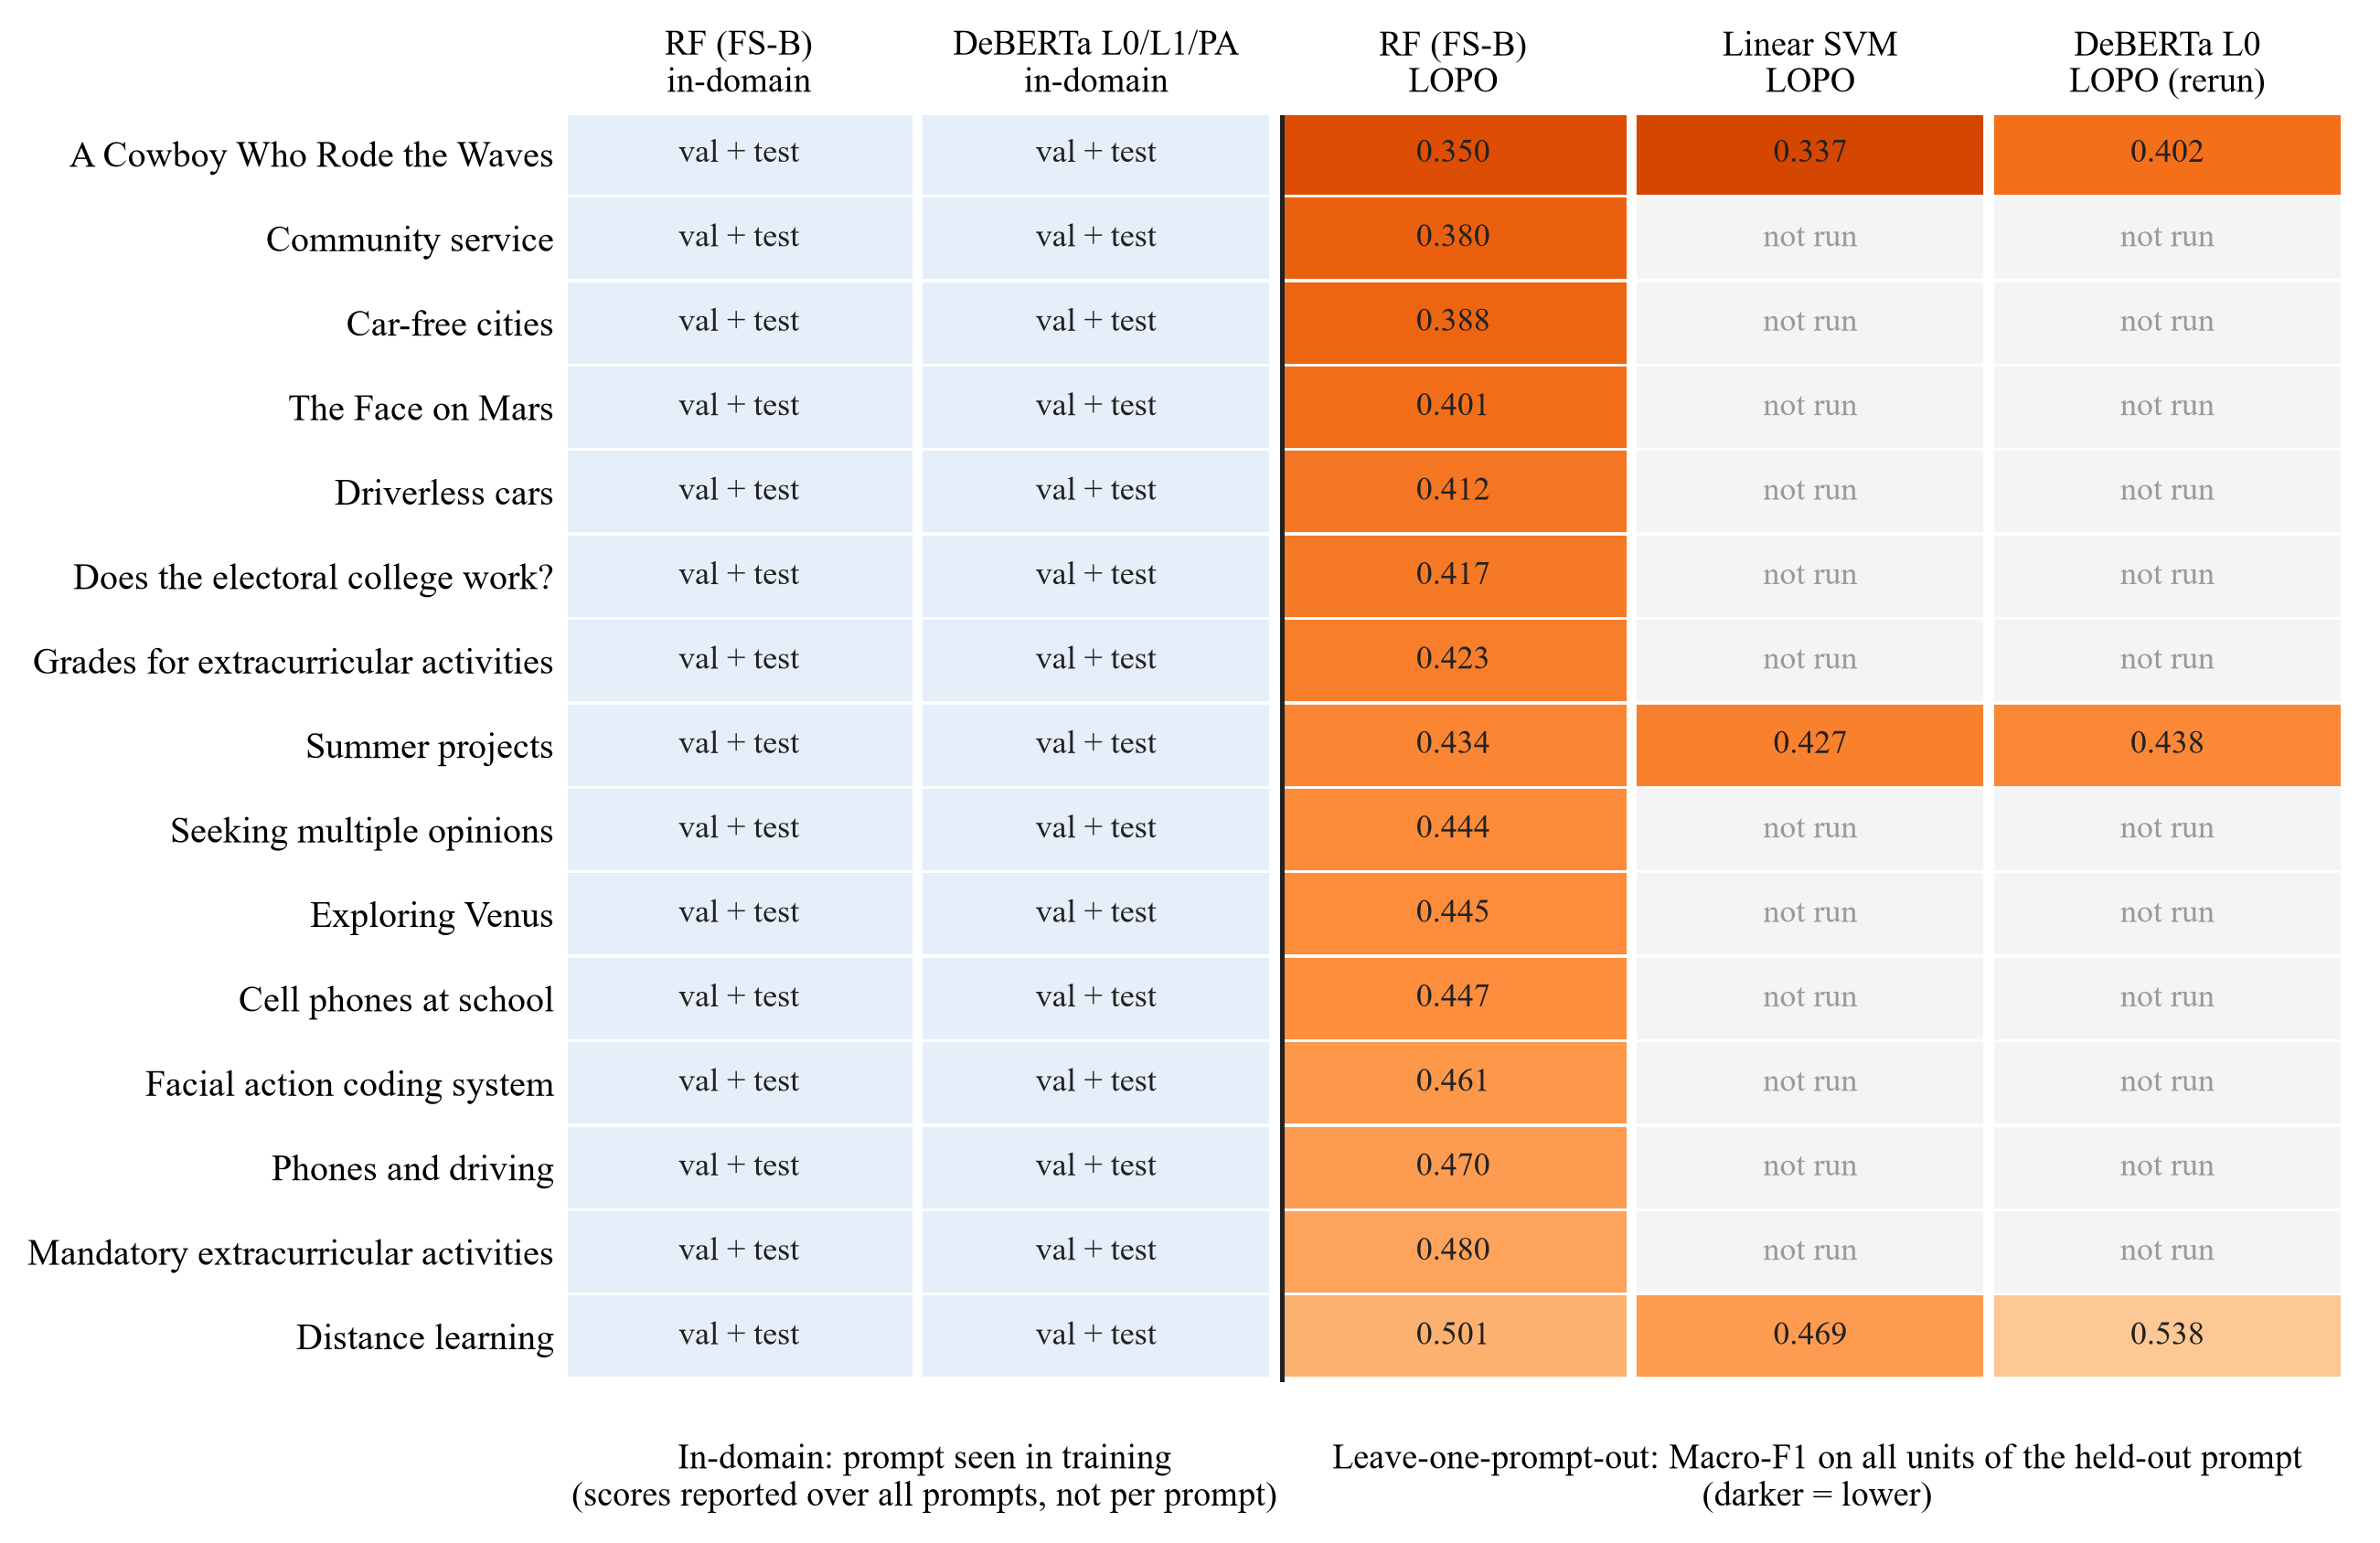 RF (FS-B)
in-domain
DeBERTa L0/L1/PA
in-domain
RF (FS-B)
LOPO
Linear SVM
LOPO
DeBERTa L0
LOPO (rerun)
A Cowboy Who Rode the Waves val + test val + test 0.350 0.337 0.402
Community service val + test val + test 0.380 not run not run
Car-free cities val + test val + test 0.388 not run not run
The Face on Mars val + test val + test 0.401 not run not run
Driverless cars val + test val + test 0.412 not run not run
Does the electoral college work? val + test val + test 0.417 not run not run
Grades for extracurricular activities val + test val + test 0.423 not run not run
Summer projects val + test val + test 0.434 0.427 0.438
Seeking multiple opinions val + test val + test 0.444 not run not run
Exploring Venus val + test val + test 0.445 not run not run
Cell phones at school val + test val + test 0.447 not run not run
Facial action coding system val + test val + test 0.461 not run not run
Phones and driving val + test val + test 0.470 not run not run
Mandatory extracurricular activities val + test val + test 0.480 not run not run
Distance learning val + test val + test 0.501 0.469 0.538
In-domain: prompt seen in training
(scores reported over all prompts, not per prompt)
Leave-one-prompt-out: Macro-F1 on all units of the held-out prompt
(darker = lower)